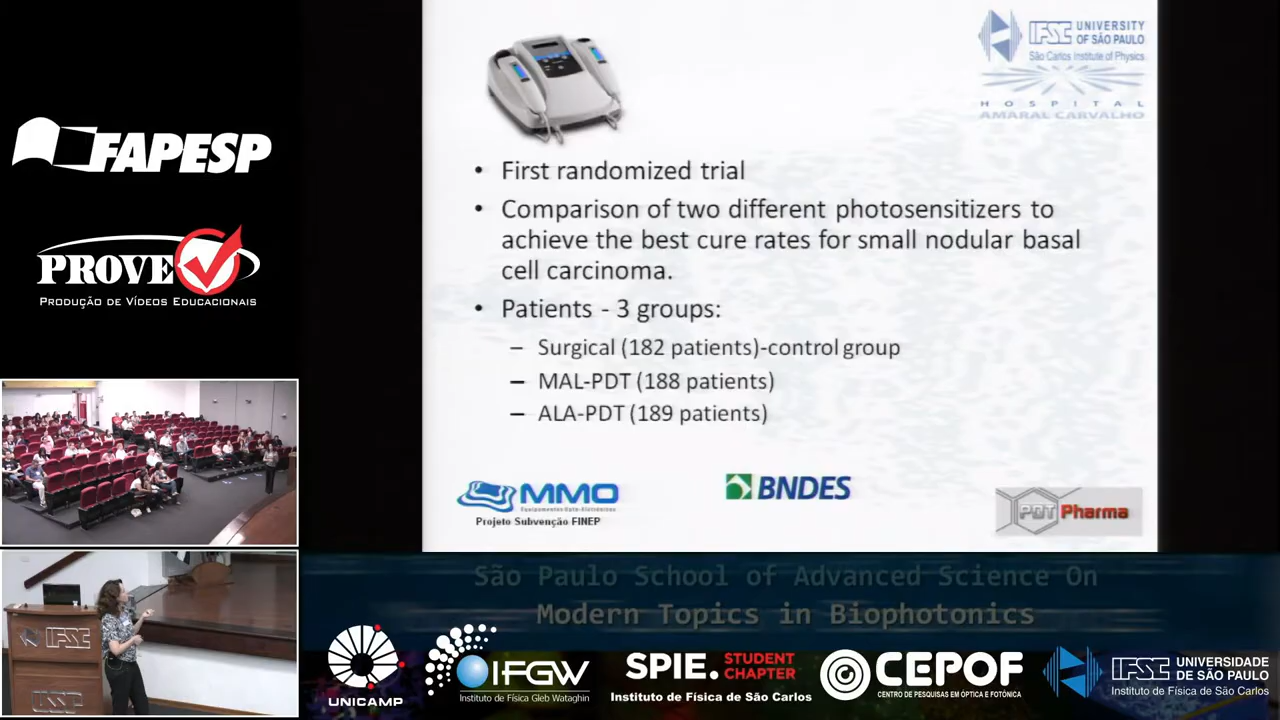 FAPESP
PROVE
PRODUÇÃO DE VÍDEOS EDUCACIONAIS
IFSC UNIVERSITY
OF SÃO PAULO
São Carlos Institute of Physics
HOSPITAL
AMARAL CARVALHO
• First randomized trial
• Comparison of two different photosensitizers to
achieve the best cure rates for small nodular basal
cell carcinoma.
• Patients - 3 groups:
– Surgical (182 patients)-control group
– MAL-PDT (188 patients)
– ALA-PDT (189 patients)
MMO
Equipamentos Opto-Eletrônicos
Projeto Subvenção FINEP
BNDES
PDT Pharma
IFSC
USP
São Paulo School of Advanced Science On
Modern Topics in Biophotonics
UNICAMP
IFGW
Instituto de Física Gleb Wataghin
SPIE. STUDENT
CHAPTER
Instituto de Física de São Carlos
CEPOF
CENTRO DE PESQUISAS EM ÓPTICA E FOTÔNICA
IFSC UNIVERSIDADE
DE SÃO PAULO
Instituto de Física de São Carlos